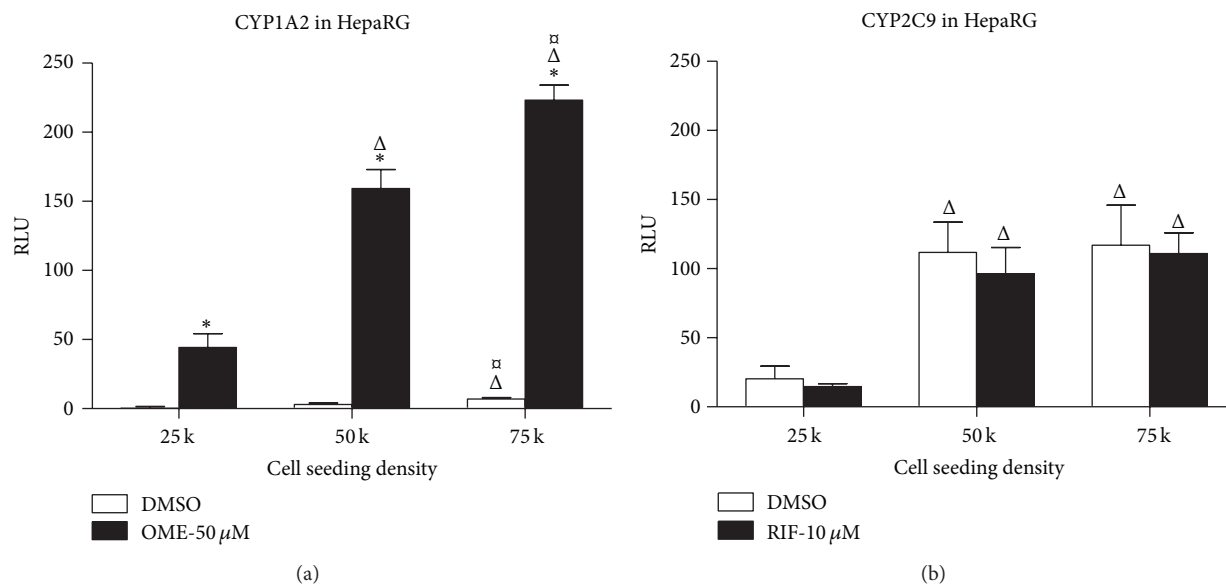 CYP1A2 in HepaRG
250
200
150
100
50
0
RLU
*
Δ
*
¤
Δ
¤
Δ
*
25 k
50 k
75 k
Cell seeding density
DMSO
OME-50 μM
(a)
CYP2C9 in HepaRG
250
200
150
100
50
0
RLU
Δ
Δ
Δ
Δ
25 k
50 k
75 k
Cell seeding density
DMSO
RIF-10 μM
(b)